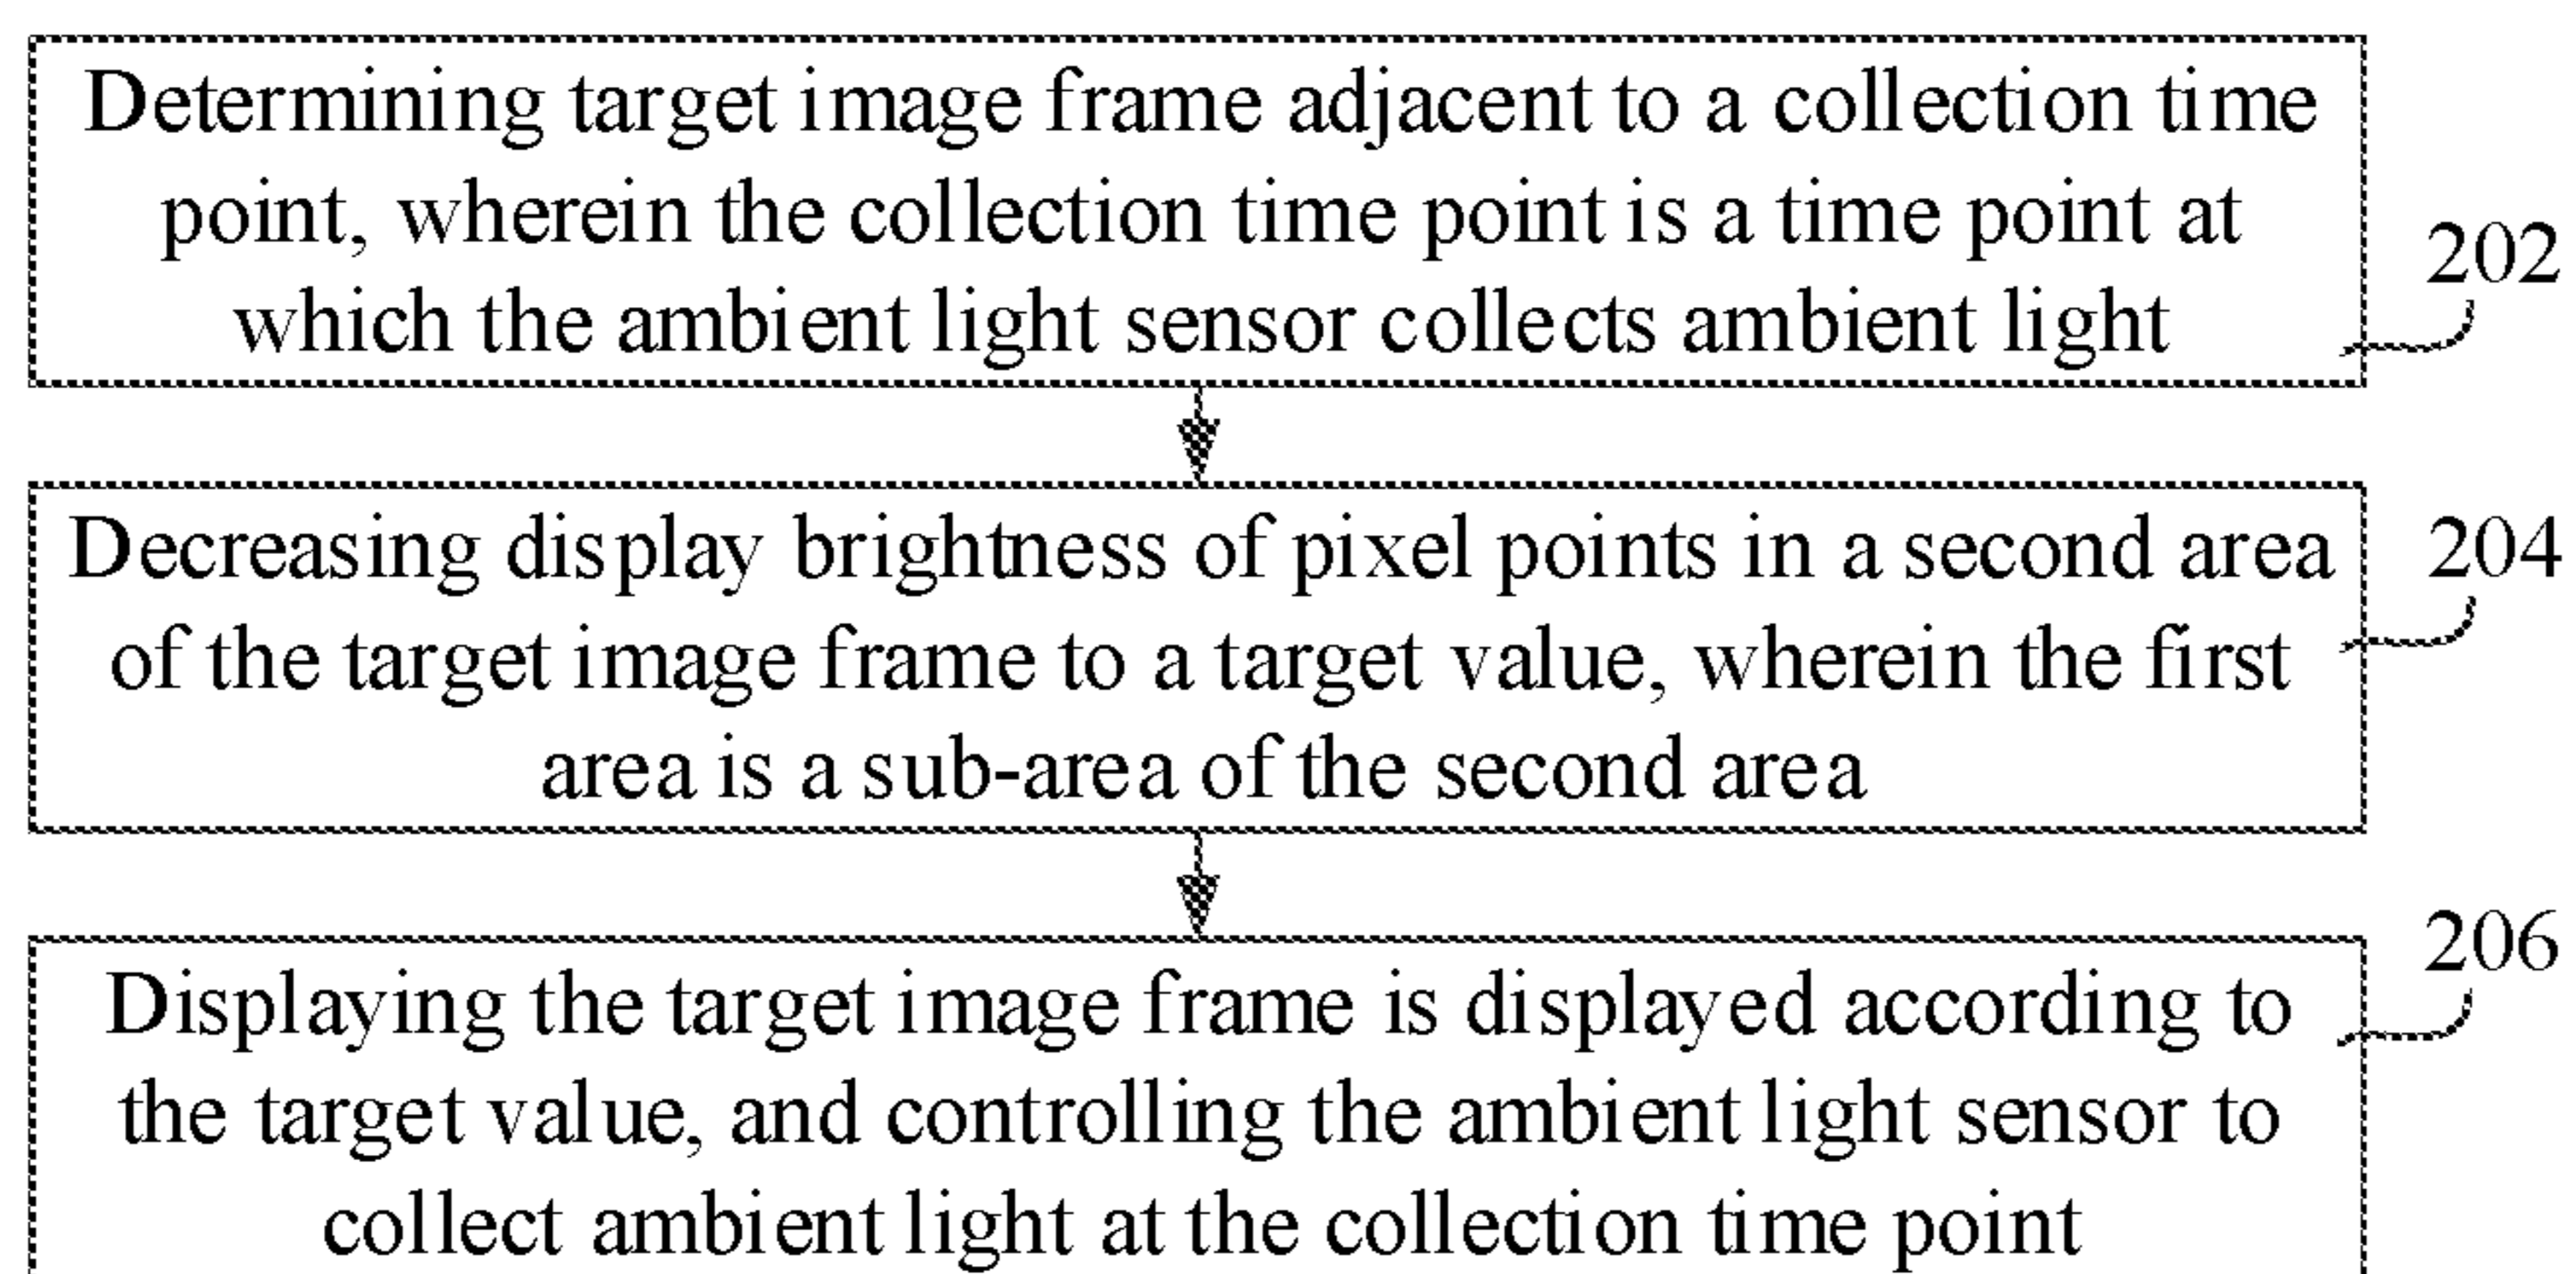 Determining target image frame adjacent to a collection time
point, wherein the collection time point is a time point at
which the ambient light sensor collects ambient light
202
Decreasing display brightness of pixel points in a second area
of the target image frame to a target value, wherein the first
area is a sub-area of the second area
204
Displaying the target image frame is displayed according to
the target value, and controlling the ambient light sensor to
collect ambient light at the collection time point
206